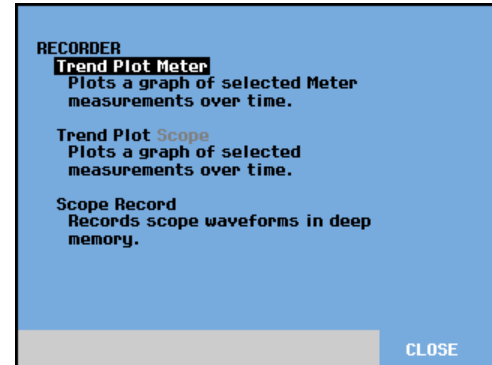 RECORDER
Trend Plot Meter
Plots a graph of selected Meter
measurements over time.
Trend Plot Scope
Plots a graph of selected
measurements over time.
Scope Record
Records scope waveforms in deep
memory.
CLOSE